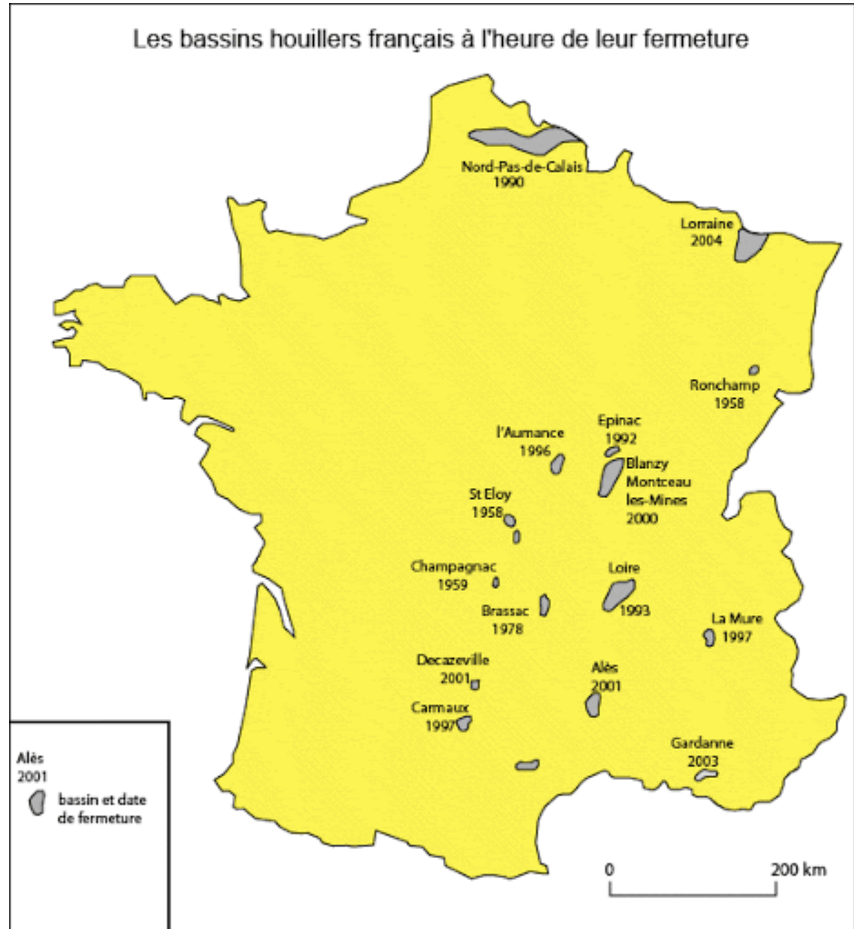 Les bassins houillers français à l'heure de leur fermeture
Nord-Pas-de-Calais
1990
Lorraine
2004
Ronchamp
1958
Epinac
1992
l'Aumance
1996
Blanzy
Montceau
les-Mines
2000
St Eloy
1958
Champagnac
1959
Loire
1993
Brassac
1978
La Mure
1997
Decazeville
2001
Alès
2001
Carmaux
1997
Gardanne
2003
Alès
2001
bassin et date
de fermeture
0 200 km